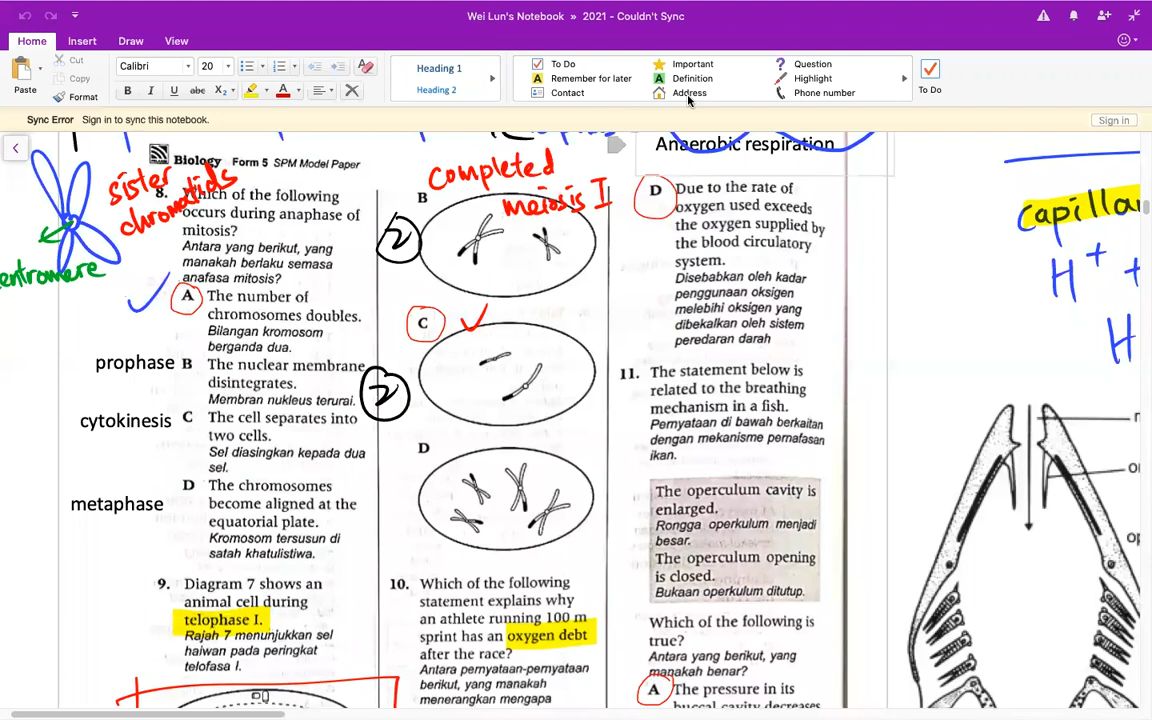 Wei Lun's Notebook » 2021 - Couldn't Sync
Home Insert Draw View
Paste
Cut
Copy
Format
Calibri 20
B I U abc X₂ A
Heading 1
Heading 2
To Do
Remember for later
Contact
Important
Definition
Address
Question
Highlight
Phone number
To Do
Sync Error Sign in to sync this notebook.
Sign in
sister
chromatids
Biology Form 5 SPM Model Paper
8. Which of the following
occurs during anaphase of
mitosis?
Antara yang berikut, yang
manakah berlaku semasa
anafasa mitosis?
A The number of
chromosomes doubles.
Bilangan kromosom
berganda dua.
prophase B The nuclear membrane
disintegrates.
Membran nukleus terurai.
cytokinesis C The cell separates into
two cells.
Sel diasingkan kepada dua
sel.
metaphase D The chromosomes
become aligned at the
equatorial plate.
Kromosom tersusun di
satah khatulistiwa.
9. Diagram 7 shows an
animal cell during
telophase I.
Rajah 7 menunjukkan sel
haiwan pada peringkat
telofasa I.
completed
meiosis I
B
2
C
2
D
10. Which of the following
statement explains why
an athlete running 100 m
sprint has an oxygen debt
after the race?
Antara pernyataan-pernyataan
berikut, yang manakah
menerangkan mengapa
Anaerobic respiration
D Due to the rate of
oxygen used exceeds
the oxygen supplied by
the blood circulatory
system.
Disebabkan oleh kadar
penggunaan oksigen
melebihi oksigen yang
dibekalkan oleh sistem
peredaran darah
11. The statement below is
related to the breathing
mechanism in a fish.
Pernyataan di bawah berkaitan
dengan mekanisme pernafasan
ikan.
The operculum cavity is
enlarged.
Rongga operkulum menjadi
besar.
The operculum opening
is closed.
Bukaan operkulum ditutup.
Which of the following is
true?
Antara yang berikut, yang
manakah benar?
A The pressure in its
buccal cavity decreases
H⁺ +
H